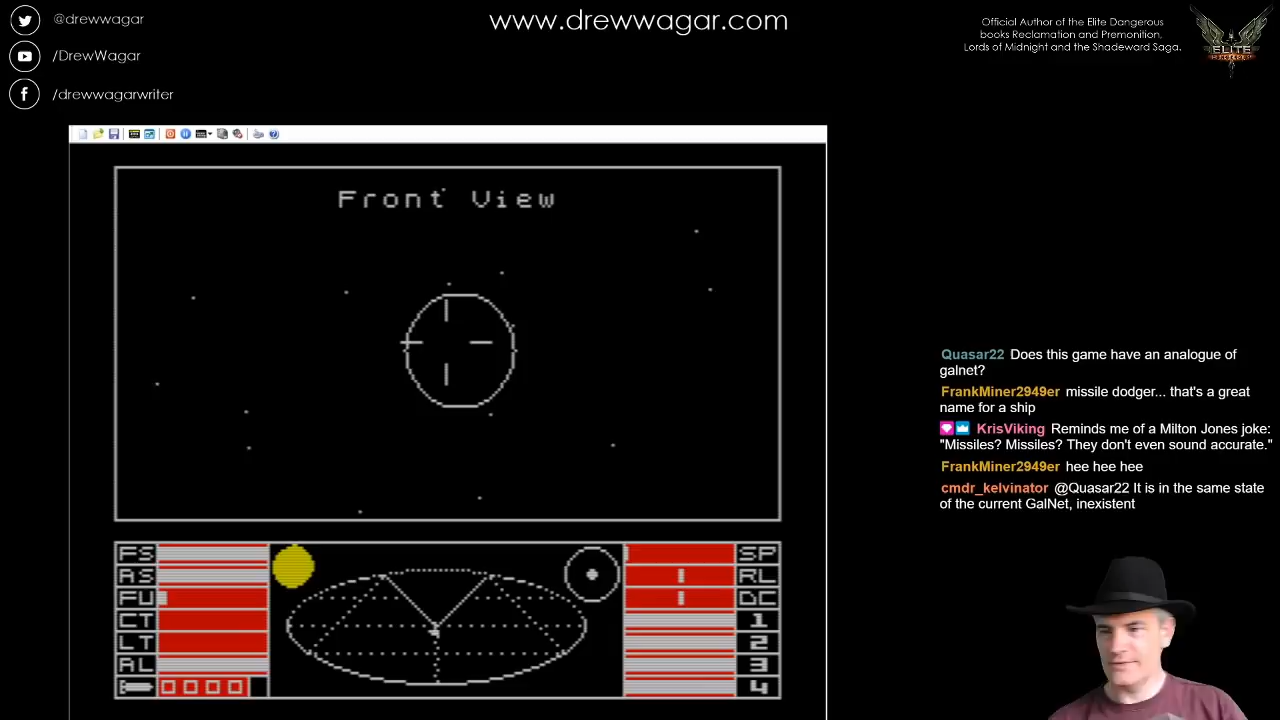 @drewwagar
/DrewWagar
/drewwagarwriter
www.drewwagar.com
Official Author of the Elite Dangerous
books Reclamation and Premonition,
Lords of Midnight and the Shadeward Saga.
ELITE
Front View
Quasar22 Does this game have an analogue of
galnet?
FrankMiner2949er missile dodger... that's a great
name for a ship
KrisViking Reminds me of a Milton Jones joke:
"Missiles? Missiles? They don't even sound accurate."
FrankMiner2949er hee hee hee
cmdr_kelvinator @Quasar22 It is in the same state
of the current GalNet, inexistent
FS
AS
FU
CT
LT
AL
SP
RL
DC
1
2
3
4